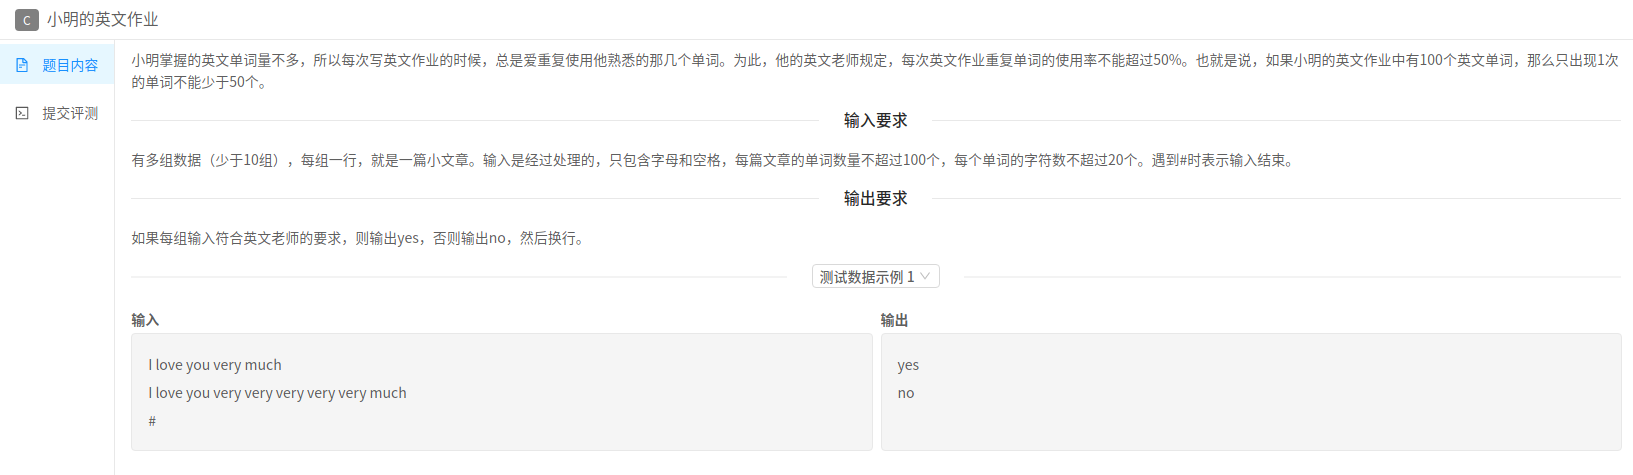 C 小明的英文作业
题目内容
提交评测
小明掌握的英文单词量不多，所以每次写英文作业的时候，总是爱重复使用他熟悉的那几个单词。为此，他的英文老师规定，每次英文作业重复单词的使用率不能超过50%。也就是说，如果小明的英文作业中有100个英文单词，那么只出现1次
的单词不能少于50个。
输入要求
有多组数据（少于10组），每组一行，就是一篇小文章。输入是经过处理的，只包含字母和空格，每篇文章的单词数量不超过100个，每个单词的字符数不超过20个。遇到#时表示输入结束。
输出要求
如果每组输入符合英文老师的要求，则输出yes，否则输出no，然后换行。
测试数据示例 1
输入
I love you very much
I love you very very very very very much
#
输出
yes
no